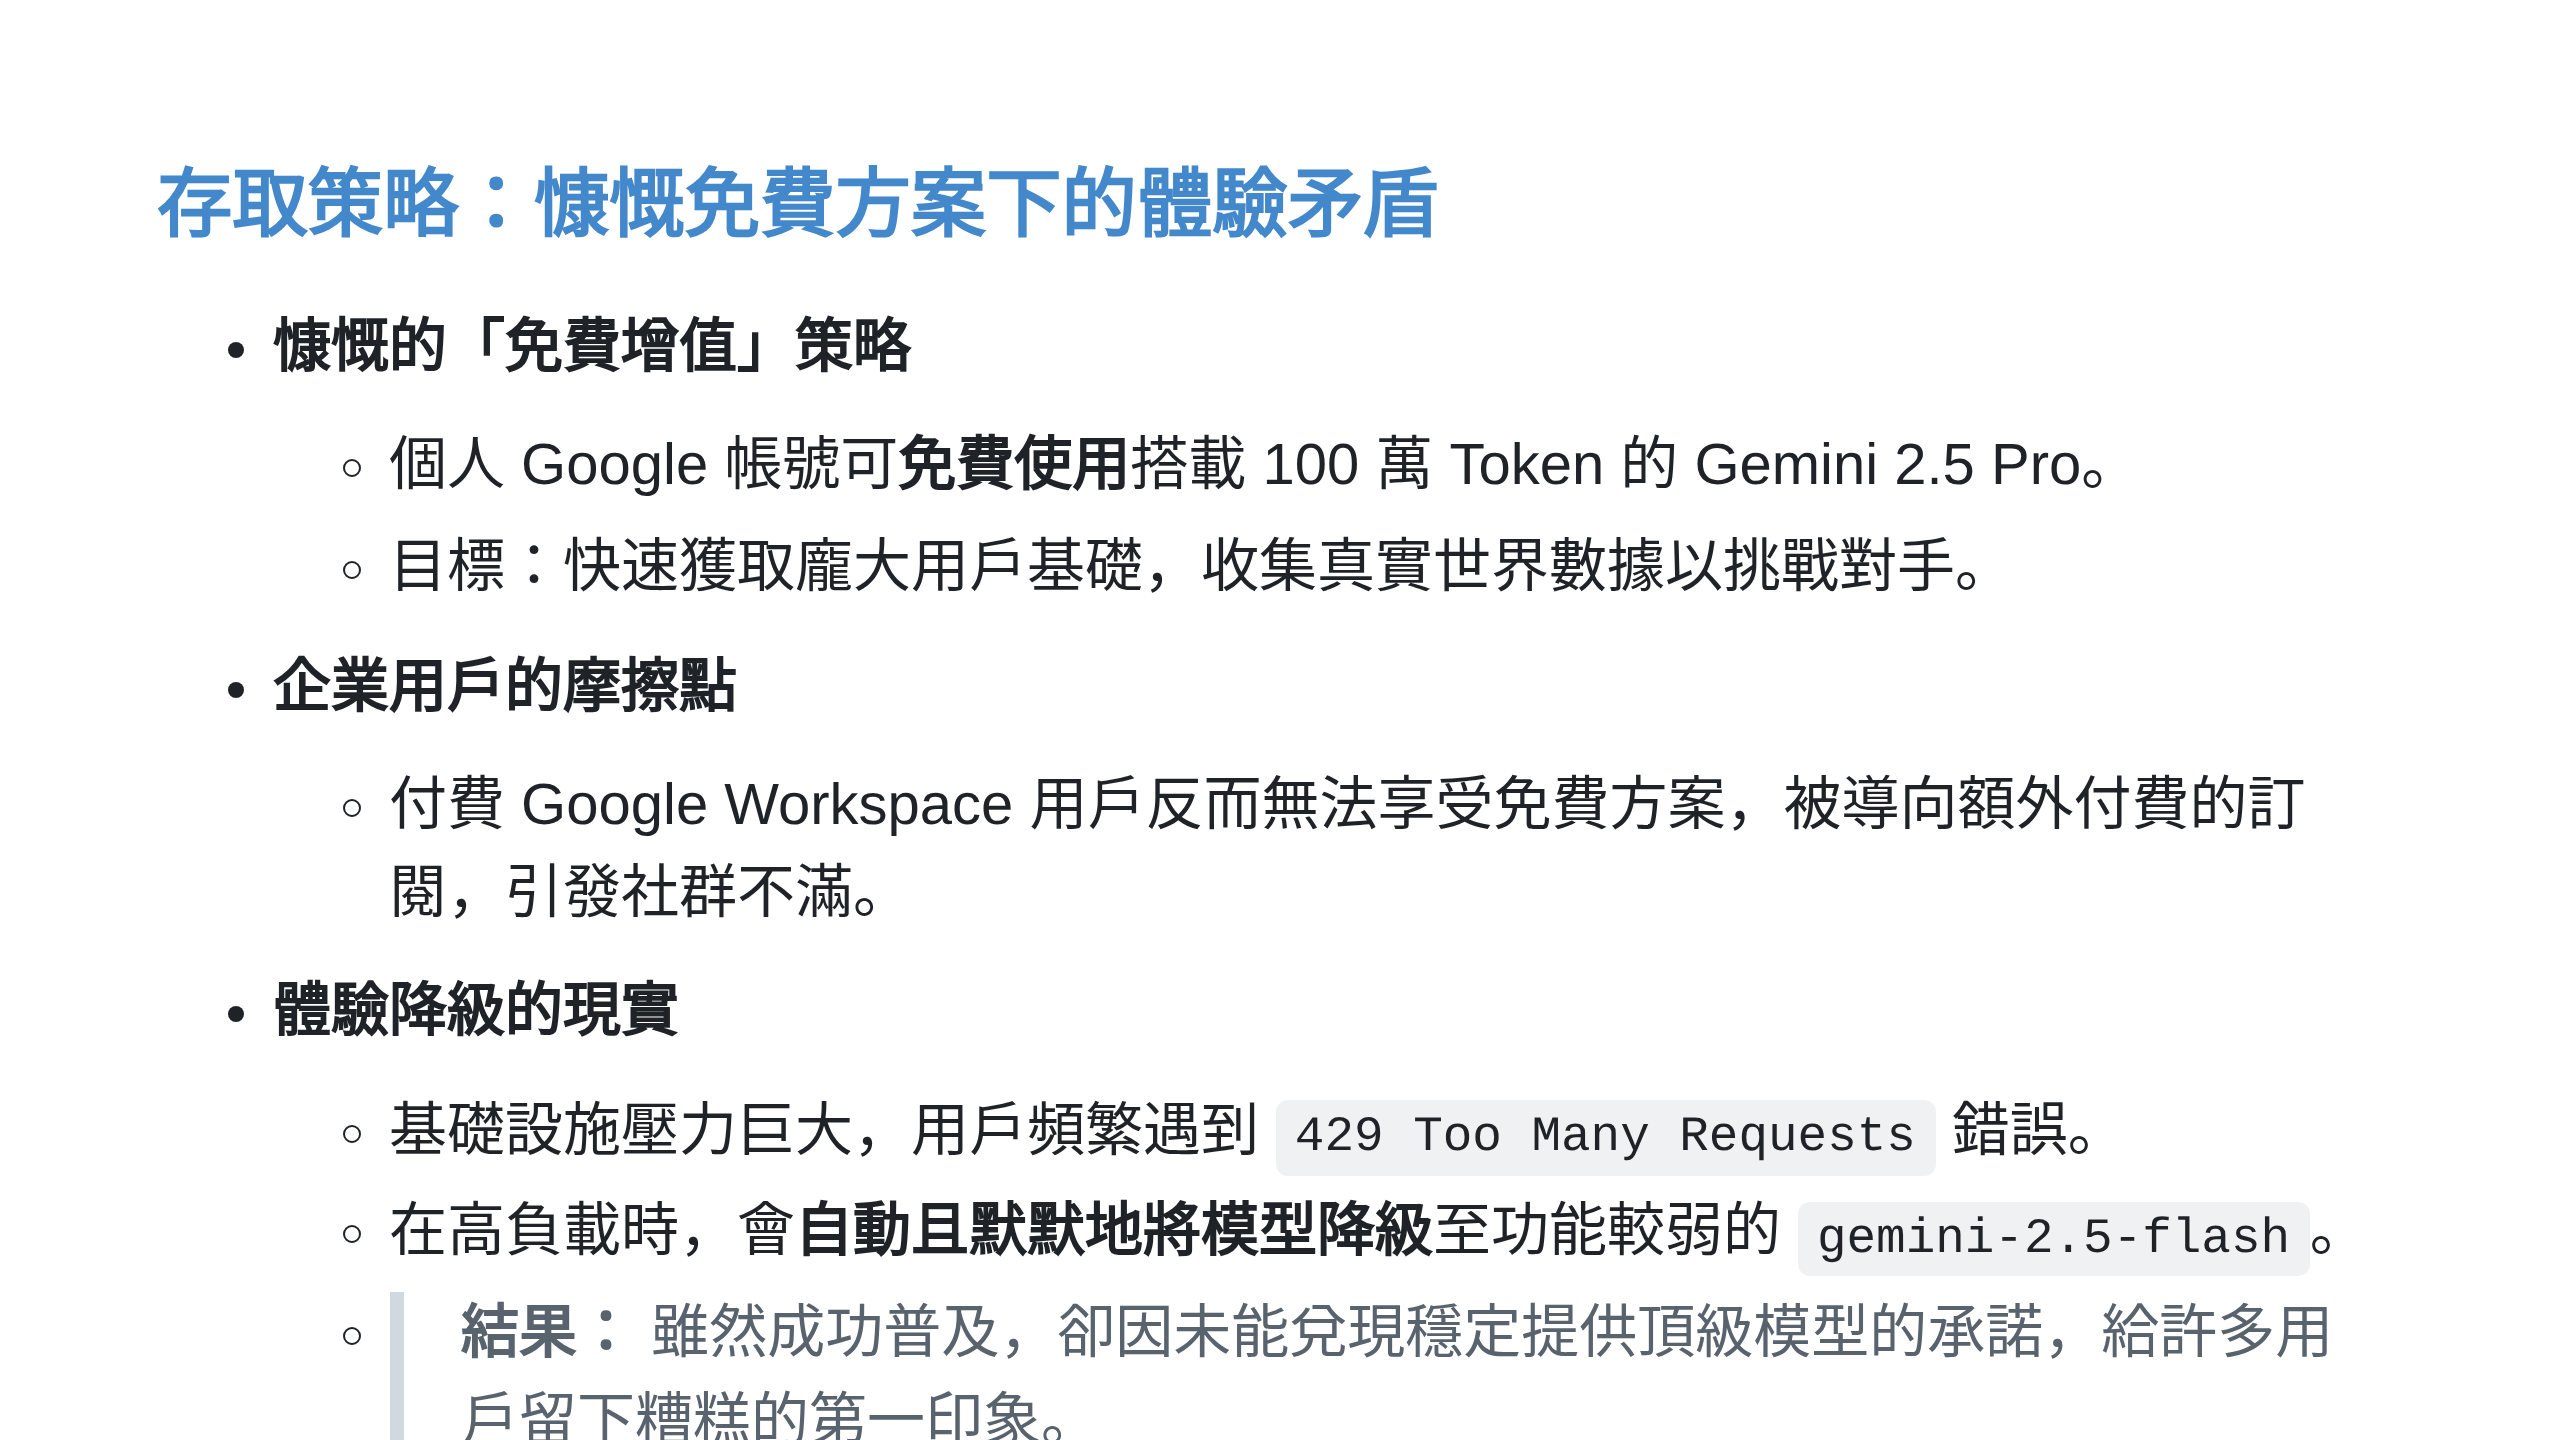 存取策略：慷慨免費方案下的體驗矛盾
• 慷慨的「免費增值」策略
◦ 個人 Google 帳號可免費使用搭載 100 萬 Token 的 Gemini 2.5 Pro。
◦ 目標：快速獲取龐大用戶基礎，收集真實世界數據以挑戰對手。
• 企業用戶的摩擦點
◦ 付費 Google Workspace 用戶反而無法享受免費方案，被導向額外付費的訂
閱，引發社群不滿。
• 體驗降級的現實
◦ 基礎設施壓力巨大，用戶頻繁遇到 429 Too Many Requests 錯誤。
◦ 在高負載時，會自動且默默地將模型降級至功能較弱的 gemini-2.5-flash。
◦ 結果： 雖然成功普及，卻因未能兌現穩定提供頂級模型的承諾，給許多用
戶留下糟糕的第一印象。